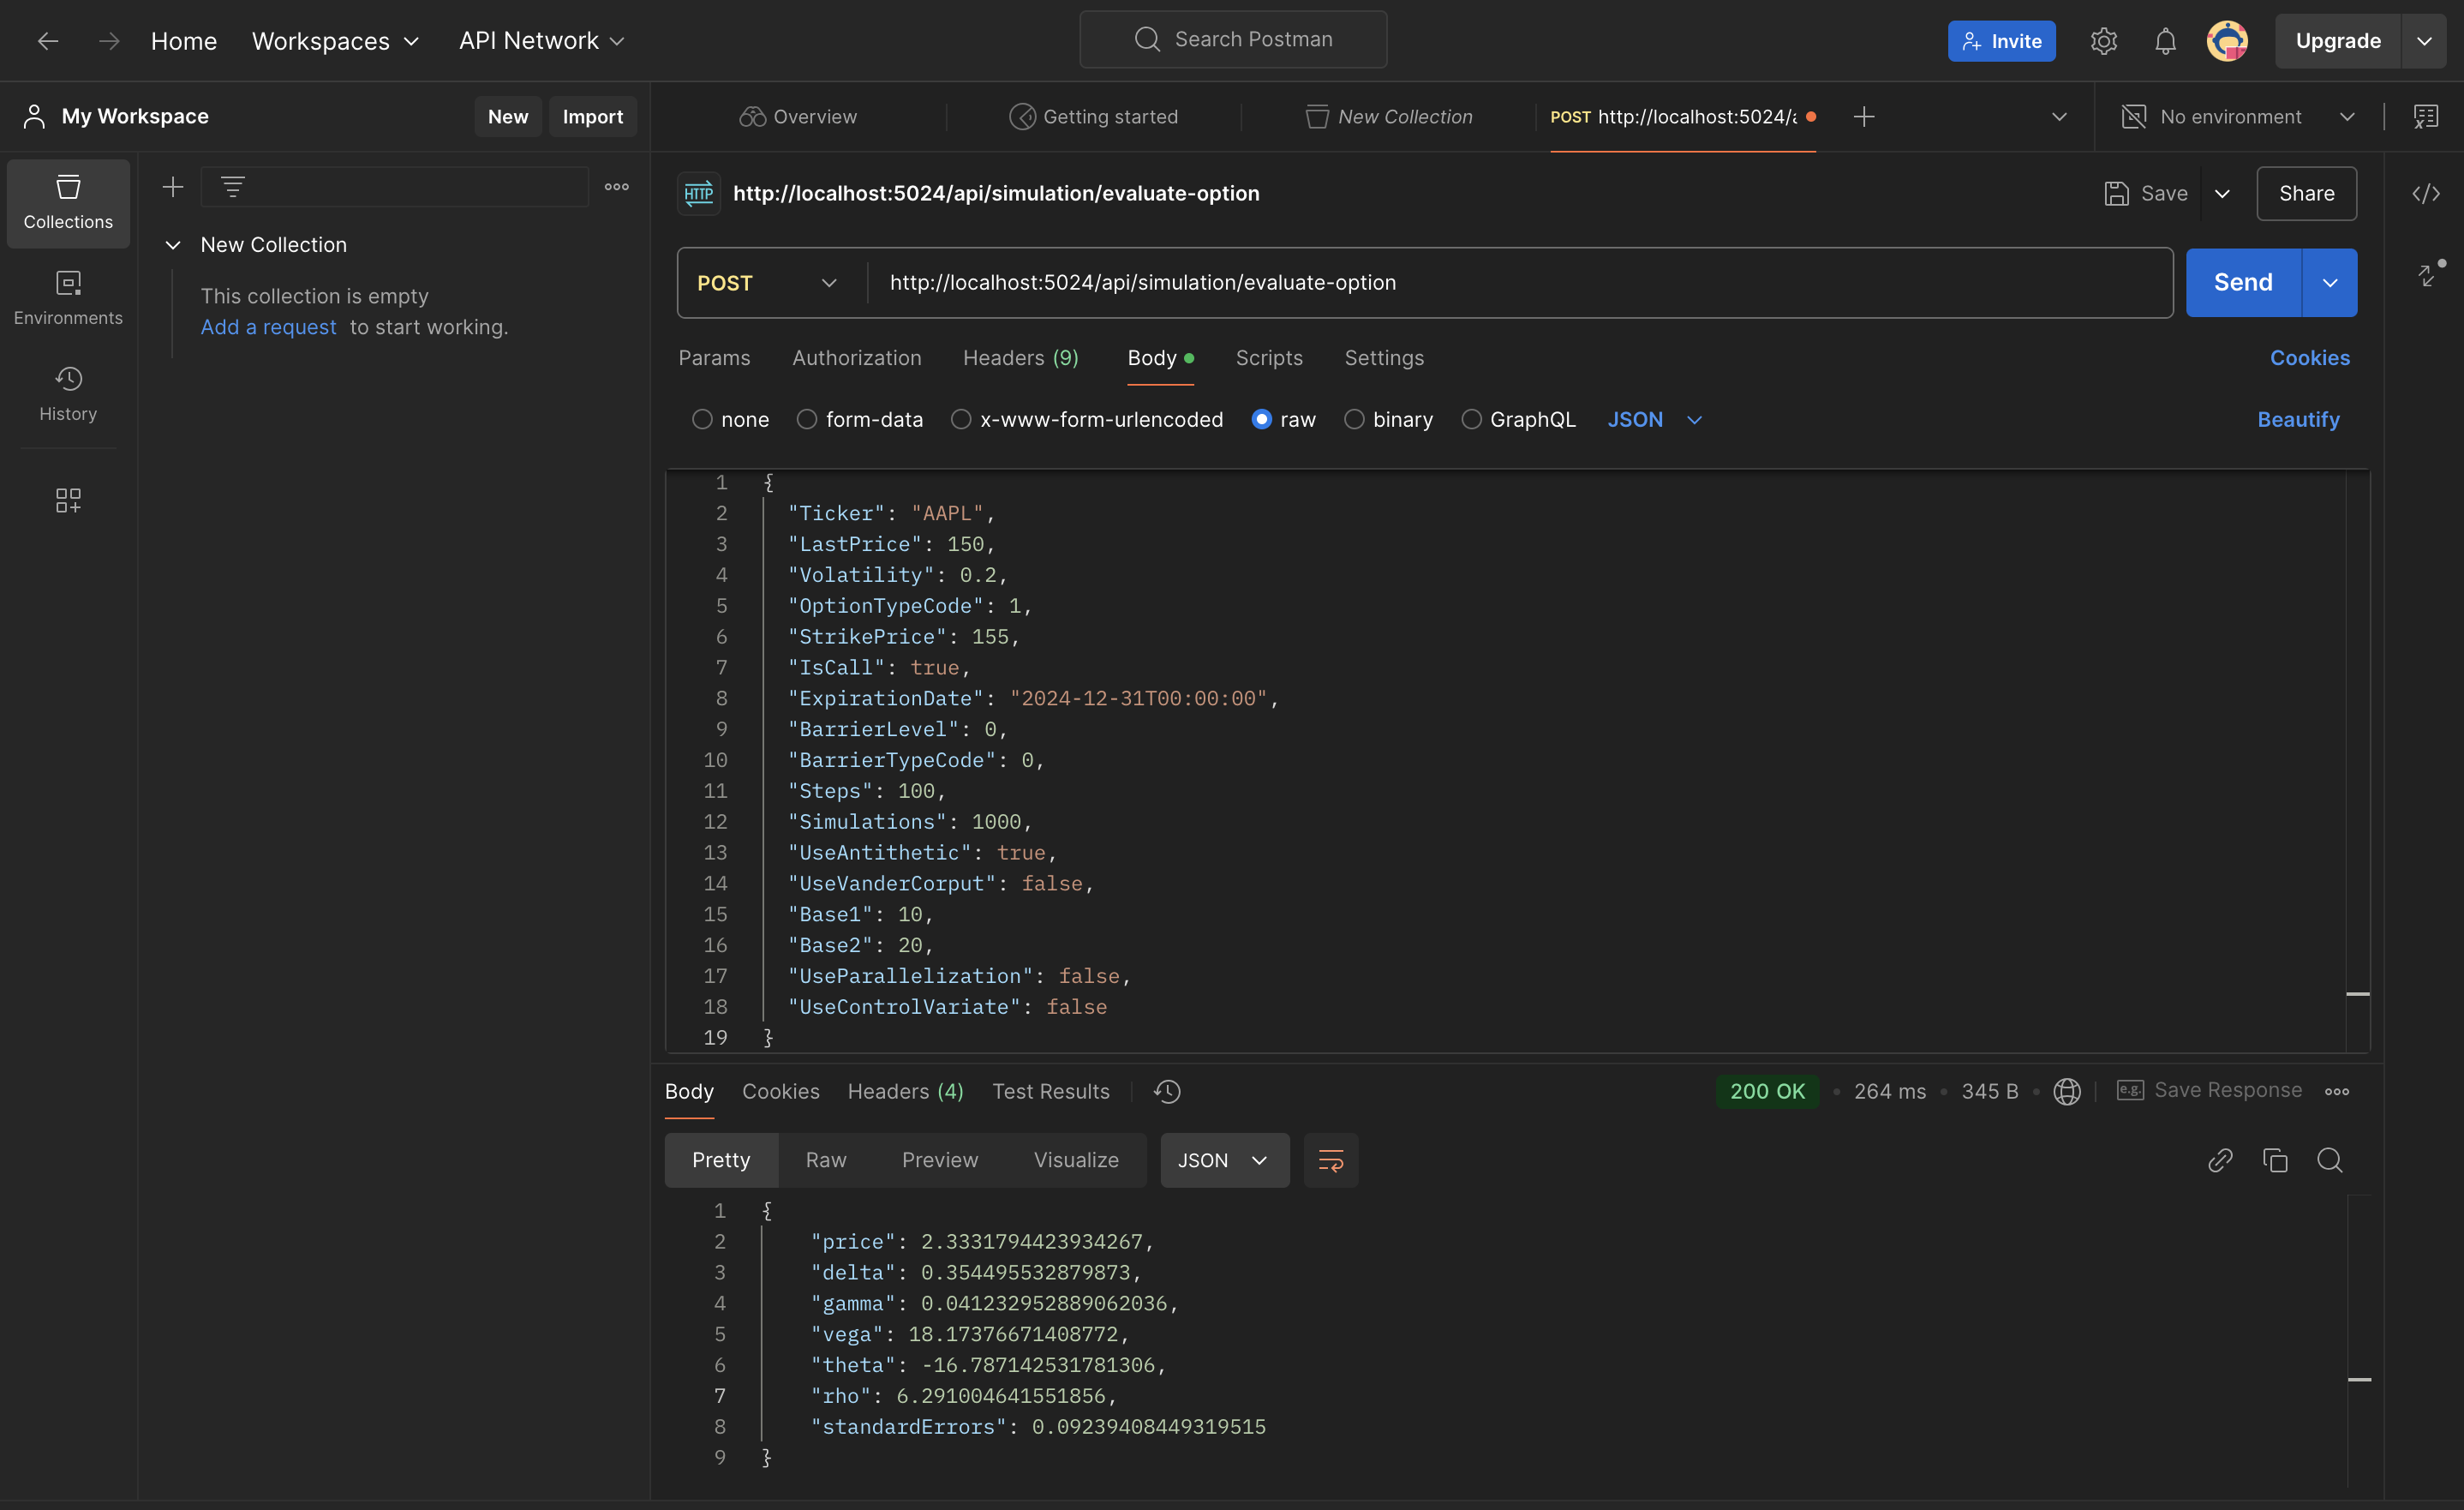 Home Workspaces API Network Search Postman Invite Upgrade
My Workspace New Import Overview Getting started New Collection POST http://localhost:5024/a No environment
Collections
Environments
History
New Collection
This collection is empty
Add a request to start working.
HTTP http://localhost:5024/api/simulation/evaluate-option Save Share
POST http://localhost:5024/api/simulation/evaluate-option Send
Params Authorization Headers (9) Body Scripts Settings Cookies
none form-data x-www-form-urlencoded raw binary GraphQL JSON Beautify
1 {
2 "Ticker": "AAPL",
3 "LastPrice": 150,
4 "Volatility": 0.2,
5 "OptionTypeCode": 1,
6 "StrikePrice": 155,
7 "IsCall": true,
8 "ExpirationDate": "2024-12-31T00:00:00",
9 "BarrierLevel": 0,
10 "BarrierTypeCode": 0,
11 "Steps": 100,
12 "Simulations": 1000,
13 "UseAntithetic": true,
14 "UseVanderCorput": false,
15 "Base1": 10,
16 "Base2": 20,
17 "UseParallelization": false,
18 "UseControlVariate": false
19 }
Body Cookies Headers (4) Test Results 200 OK 264 ms 345 B e.g. Save Response
Pretty Raw Preview Visualize JSON
1 {
2 "price": 2.3331794423934267,
3 "delta": 0.354495532879873,
4 "gamma": 0.041232952889062036,
5 "vega": 18.17376671408772,
6 "theta": -16.787142531781306,
7 "rho": 6.291004641551856,
8 "standardErrors": 0.09239408449319515
9 }